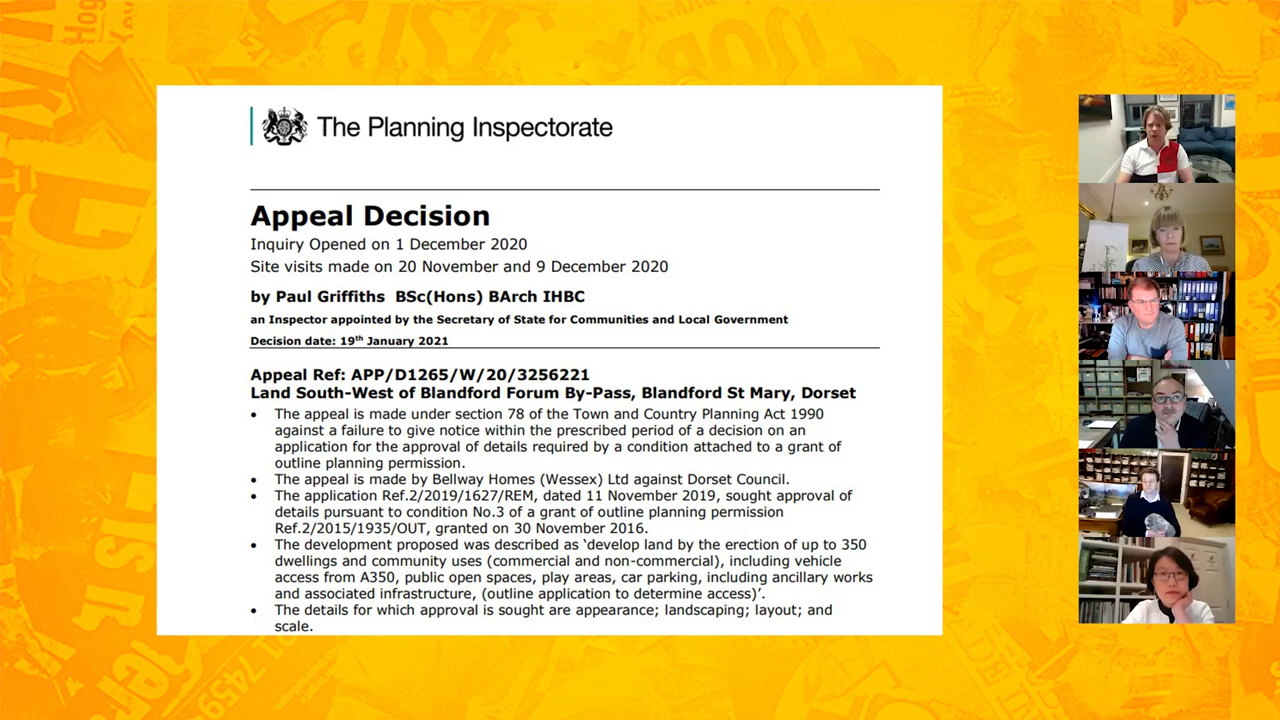 The Planning Inspectorate
Appeal Decision
Inquiry Opened on 1 December 2020
Site visits made on 20 November and 9 December 2020
by Paul Griffiths BSc(Hons) BArch IHBC
an Inspector appointed by the Secretary of State for Communities and Local Government
Decision date: 19th January 2021
Appeal Ref: APP/D1265/W/20/3256221
Land South-West of Blandford Forum By-Pass, Blandford St Mary, Dorset
• The appeal is made under section 78 of the Town and Country Planning Act 1990
against a failure to give notice within the prescribed period of a decision on an
application for the approval of details required by a condition attached to a grant of
outline planning permission.
• The appeal is made by Bellway Homes (Wessex) Ltd against Dorset Council.
• The application Ref.2/2019/1627/REM, dated 11 November 2019, sought approval of
details pursuant to condition No.3 of a grant of outline planning permission
Ref.2/2015/1935/OUT, granted on 30 November 2016.
• The development proposed was described as ‘develop land by the erection of up to 350
dwellings and community uses (commercial and non-commercial), including vehicle
access from A350, public open spaces, play areas, car parking, including ancillary works
and associated infrastructure, (outline application to determine access)’.
• The details for which approval is sought are appearance; landscaping; layout; and
scale.